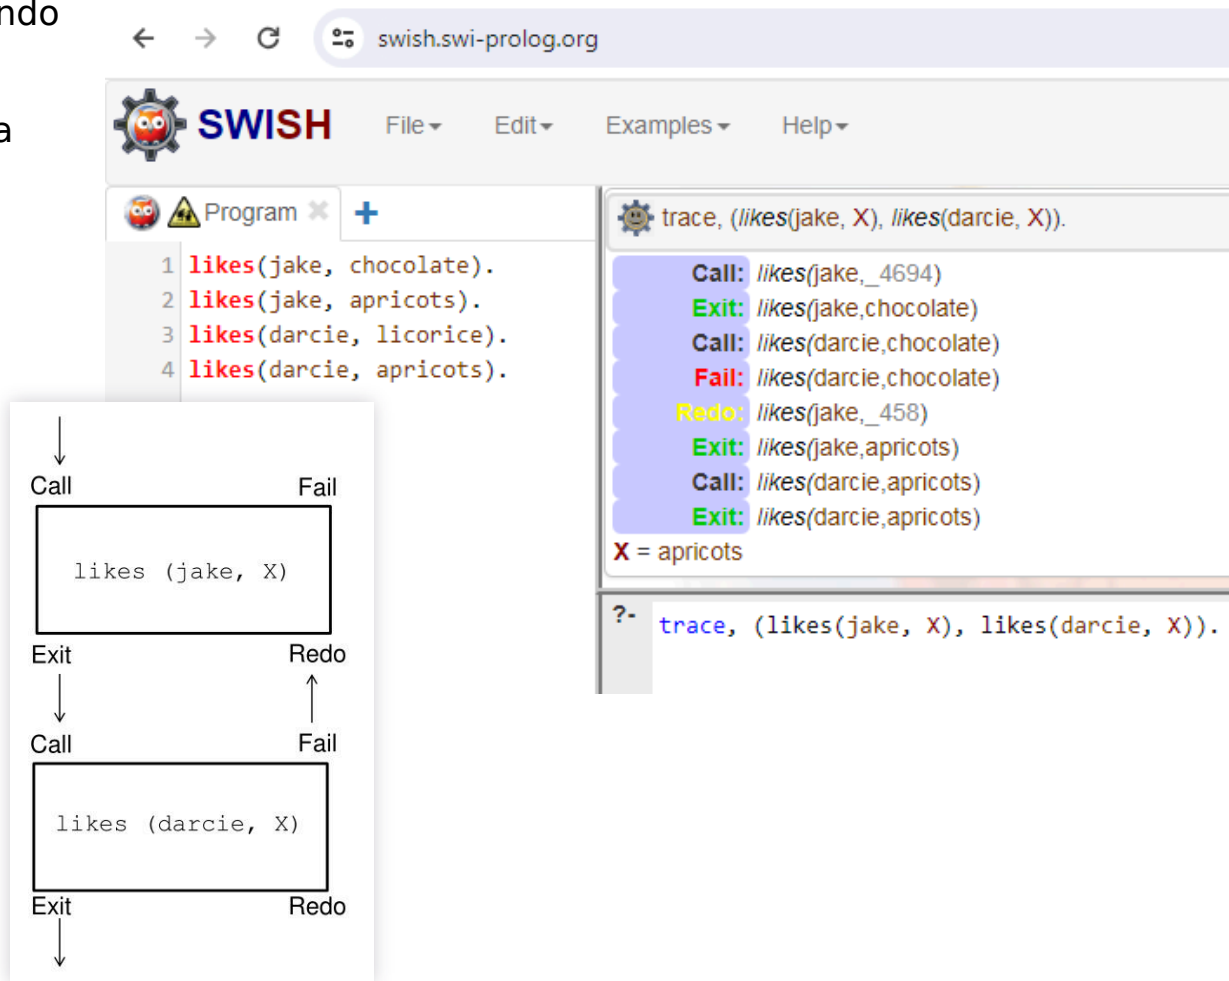 ndo
a
swish.swi-prolog.org
SWISH File Edit Examples Help
Program
1 likes(jake, chocolate).
2 likes(jake, apricots).
3 likes(darcie, licorice).
4 likes(darcie, apricots).
trace, (likes(jake, X), likes(darcie, X)).
Call: likes(jake,_4694)
Exit: likes(jake,chocolate)
Call: likes(darcie,chocolate)
Fail: likes(darcie,chocolate)
Redo: likes(jake,_458)
Exit: likes(jake,apricots)
Call: likes(darcie,apricots)
Exit: likes(darcie,apricots)
X = apricots
?- trace, (likes(jake, X), likes(darcie, X)).
Call Fail
likes (jake, X)
Exit Redo
Call Fail
likes (darcie, X)
Exit Redo